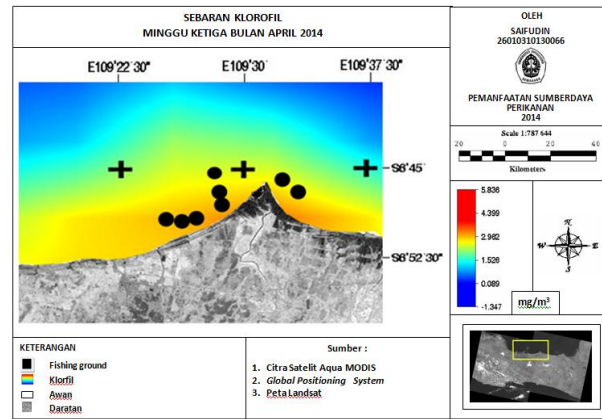 SEBARAN KLOROFIL
MINGGU KETIGA BULAN APRIL 2014
E109°22'30"
E109°30'
E109°37'30"
S6°45'
S6°52'30"
OLEH
SAIFUDIN
26010310130066
PEMANFAATAN SUMBERDAYA
PERIKANAN
2014
Scale 1:787 644
20 0 20 40
Kilometers
5.836
4.399
2.962
1.526
0.089
-1.347
mg/m³
N
W E
S
KETERANGAN
Fishing ground
Klorfil
Awan
Daratan
Sumber :
1. Citra Satelit Aqua MODIS
2. Global Positioning System
3. Peta Landsat